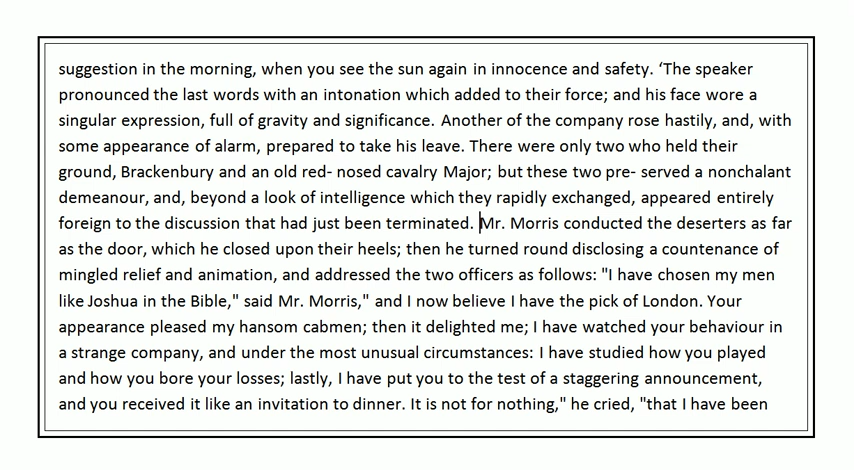 suggestion in the morning, when you see the sun again in innocence and safety. ‘The speaker
pronounced the last words with an intonation which added to their force; and his face wore a
singular expression, full of gravity and significance. Another of the company rose hastily, and, with
some appearance of alarm, prepared to take his leave. There were only two who held their
ground, Brackenbury and an old red- nosed cavalry Major; but these two pre- served a nonchalant
demeanour, and, beyond a look of intelligence which they rapidly exchanged, appeared entirely
foreign to the discussion that had just been terminated. Mr. Morris conducted the deserters as far
as the door, which he closed upon their heels; then he turned round disclosing a countenance of
mingled relief and animation, and addressed the two officers as follows: "I have chosen my men
like Joshua in the Bible," said Mr. Morris," and I now believe I have the pick of London. Your
appearance pleased my hansom cabmen; then it delighted me; I have watched your behaviour in
a strange company, and under the most unusual circumstances: I have studied how you played
and how you bore your losses; lastly, I have put you to the test of a staggering announcement,
and you received it like an invitation to dinner. It is not for nothing," he cried, "that I have been